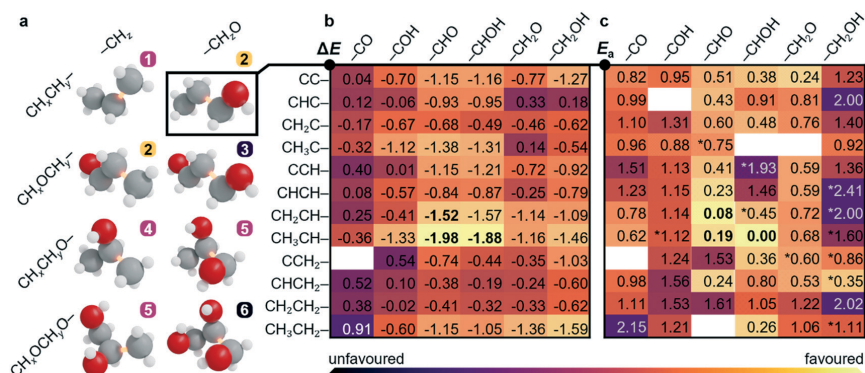 a
–CH₂
–CH₂O
CHₓCHᵧ–
1
2
CHₓOCHᵧ–
2
3
CHₓCHᵧO–
4
5
CHₓOCHᵧO–
5
6
b
ΔE –CO –COH –CHO –CHOH –CH₂O –CH₂OH
CC– 0.04 -0.70 -1.15 -1.16 -0.77 -1.27
CHC– 0.12 -0.06 -0.93 -0.95 0.33 0.18
CH₂C– -0.17 -0.67 -0.68 -0.49 -0.46 -0.62
CH₃C– -0.32 -1.12 -1.38 -1.31 0.14 -0.54
CCH– 0.40 0.01 -1.15 -1.21 -0.72 -0.92
CHCH– 0.08 -0.57 -0.84 -0.87 -0.25 -0.79
CH₂CH– -0.25 -0.41 -1.52 -1.57 -1.14 -1.09
CH₃CH– -0.36 -1.33 -1.98 -1.88 -1.16 -1.46
CCH₂– 0.54 -0.74 -0.44 -0.35 -1.03
CHCH₂– 0.52 0.10 -0.38 -0.19 -0.24 -0.60
CH₂CH₂– 0.38 -0.02 -0.41 -0.32 -0.33 -0.62
CH₃CH₂– 0.91 -0.60 -1.15 -1.05 -1.36 -1.59
c
Eₐ –CO –COH –CHO –CHOH –CH₂O –CH₂OH
0.82 0.95 0.51 0.38 0.24 1.23
0.99 0.43 0.91 0.81 2.00
1.10 1.31 0.60 0.48 0.76 1.40
0.96 0.88 *0.75 0.92
1.51 1.13 0.41 *1.93 0.59 1.36
1.23 1.15 0.23 1.46 0.59 *2.41
0.78 1.14 0.08 *0.45 0.72 *2.00
0.62 *1.12 0.19 0.00 0.68 *1.60
1.24 1.53 0.36 *0.60 *0.86
0.98 1.56 0.24 0.80 0.53 *0.35
1.11 1.53 1.61 1.05 1.22 2.02
2.15 1.21 0.26 1.06 *1.11
unfavoured favoured